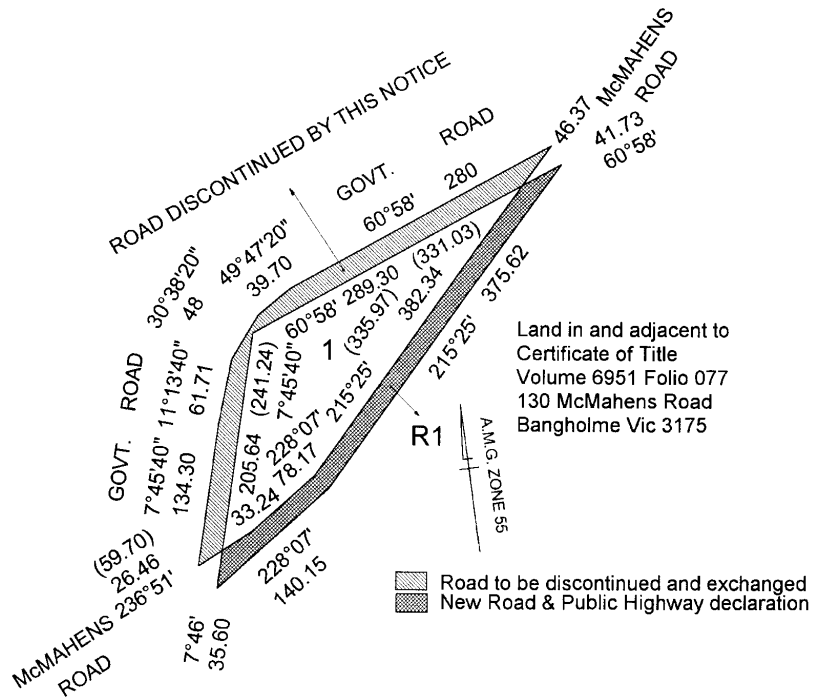 ROAD DISCONTINUED BY THIS NOTICE
McMAHENS
ROAD
46.37
41.73
60°58'
GOVT. ROAD
60°58' 280
49°47'20"
39.70
30°38'20"
48
GOVT. ROAD
7°45'40" 11°13'40"
134.30 61.71
60°58' 289.30 (331.03)
(335.97) 382.34
1
215°25'
375.62
215°25'
(241.24)
7°45'40"
205.64
228°07'
78.17
33.24
R1
Land in and adjacent to
Certificate of Title
Volume 6951 Folio 077
130 McMahens Road
Bangholme Vic 3175
A.M.G. ZONE 55
(59.70)
26.46
236°51'
McMAHENS
ROAD
7°46'
35.60
228°07'
140.15
Road to be discontinued and exchanged
New Road & Public Highway declaration